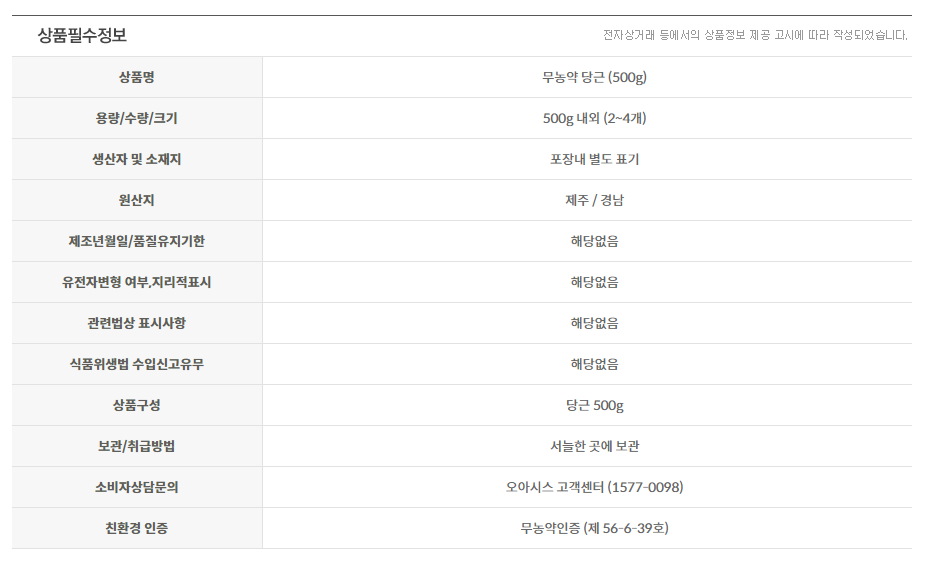 상품필수정보
전자상거래 등에서의 상품정보 제공 고시에 따라 작성되었습니다.
상품명 무농약 당근 (500g)
용량/수량/크기 500g 내외 (2~4개)
생산자 및 소재지 포장내 별도 표기
원산지 제주 / 경남
제조년월일/품질유지기한 해당없음
유전자변형 여부,지리적표시 해당없음
관련법상 표시사항 해당없음
식품위생법 수입신고유무 해당없음
상품구성 당근 500g
보관/취급방법 서늘한 곳에 보관
소비자상담문의 오아시스 고객센터 (1577-0098)
친환경 인증 무농약인증 (제 56-6-39호)